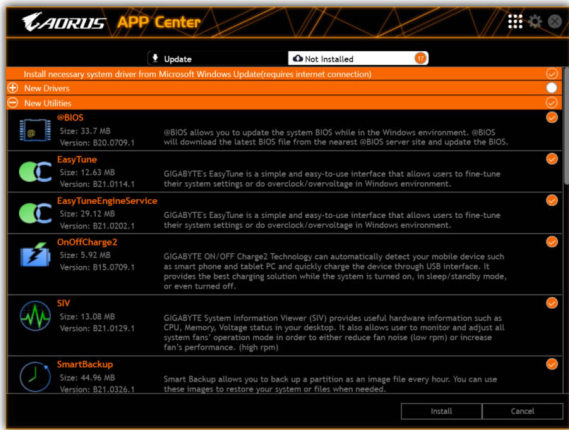 AORUS APP Center
Update
Not Installed 17
Install necessary system driver from Microsoft Windows Update(requires internet connection)
New Drivers
New Utilities
@BIOS
Size: 33.7 MB
Version: B20.0709.1
@BIOS allows you to update the system BIOS while in the Windows environment. @BIOS
will download the latest BIOS file from the nearest @BIOS server site and update the BIOS.
EasyTune
Size: 12.63 MB
Version: B21.0114.1
GIGABYTE's EasyTune is a simple and easy-to-use interface that allows users to fine-tune
their system settings or do overclock/overvoltage in Windows environment.
EasyTuneEngineService
Size: 29.12 MB
Version: B21.0202.1
GIGABYTE's EasyTune is a simple and easy-to-use interface that allows users to fine-tune
their system settings or do overclock/overvoltage in Windows environment.
OnOffCharge2
Size: 5.92 MB
Version: B15.0709.1
GIGABYTE ON/OFF Charge2 Technology can automatically detect your mobile device such
as smart phone and tablet PC and quickly charge the device through USB interface. It
provides the best charging solution while the system is turned on, in sleep/standby mode,
or even turned off.
SIV
Size: 13.08 MB
Version: B21.0129.1
GIGABYTE System Information Viewer (SIV) provides useful hardware information such as
CPU, Memory, Voltage status in your desktop. It also allows user to monitor and adjust all
system fans' operation mode in order to either reduce fan noise (low rpm) or increase
fan's performance. (high rpm)
SmartBackup
Size: 44.96 MB
Version: B21.0326.1
Smart Backup allows you to back up a partition as an image file every hour. You can use
these images to restore your system or files when needed.
Install
Cancel